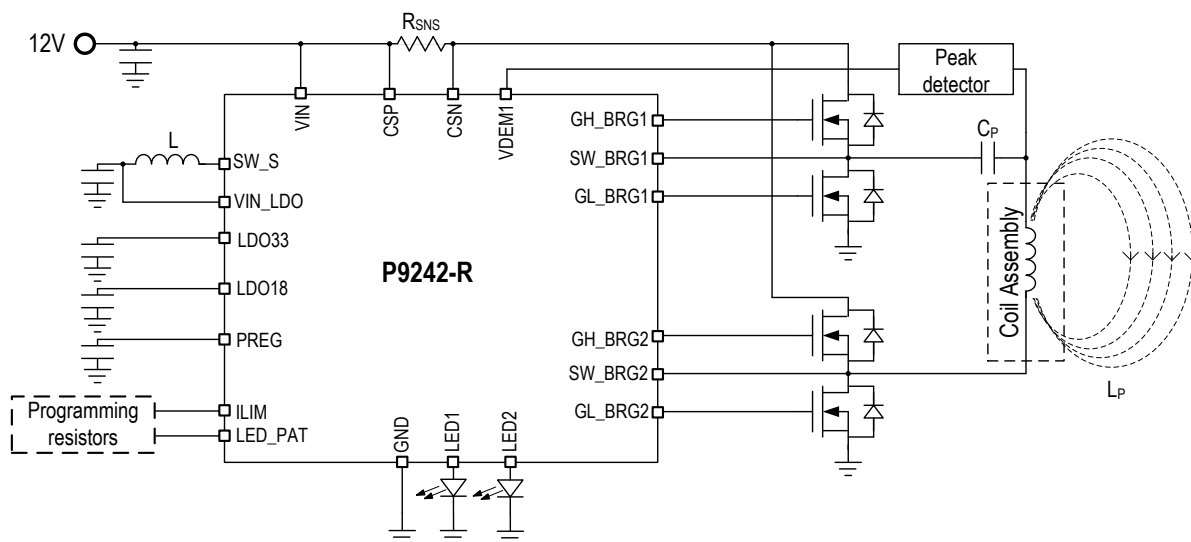 12V
RSNS
Peak
detector
VIN
CSP
CSN
VDEM1
GH_BRG1
L
SW_S
SW_BRG1
CP
VIN_LDO
GL_BRG1
LDO33
P9242-R
Coil Assembly
LDO18
PREG
GH_BRG2
SW_BRG2
LP
Programming
resistors
ILIM
GL_BRG2
LED_PAT
GND
LED1
LED2